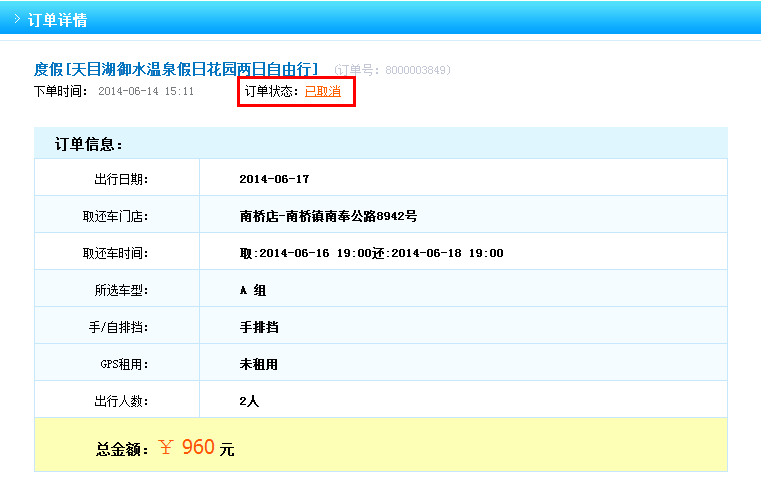 订单详情
度假[天目湖御水温泉假日花园两日自由行] (订单号: 8000003849)
下单时间: 2014-06-14 15:11 订单状态: 已取消
订单信息:
出行日期: 2014-06-17
取还车门店: 南桥店-南桥镇南奉公路8942号
取还车时间: 取:2014-06-16 19:00还:2014-06-18 19:00
所选车型: A 组
手/自排挡: 手排挡
GPS租用: 未租用
出行人数: 2人
总金额: ￥ 960 元